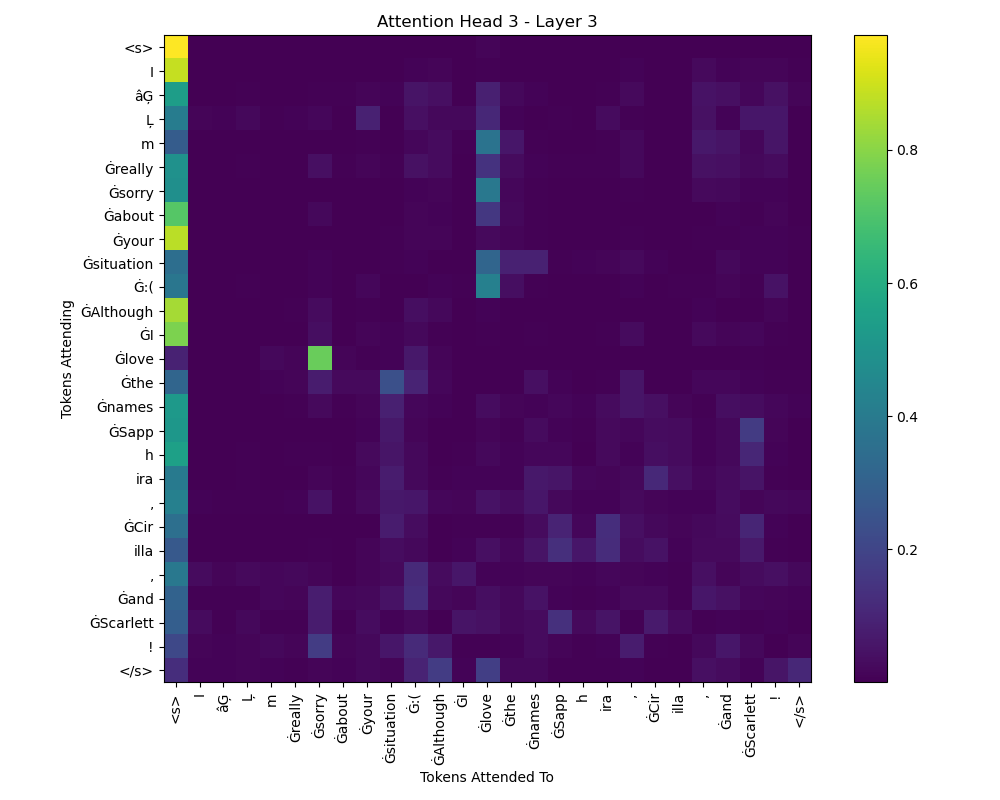 Attention Head 3 - Layer 3
<s>
I
âĢ
Ļ
m
Ġreally
Ġsorry
Ġabout
Ġyour
Ġsituation
Ġ:(
ĠAlthough
ĠI
Ġlove
Ġthe
Ġnames
ĠSapp
h
ira
,
ĠCir
illa
,
Ġand
ĠScarlett
!
</s>
Tokens Attending
<s>
I
âĢ
Ļ
m
Ġreally
Ġsorry
Ġabout
Ġyour
Ġsituation
Ġ:(
ĠAlthough
ĠI
Ġlove
Ġthe
Ġnames
ĠSapp
h
ira
,
ĠCir
illa
,
Ġand
ĠScarlett
!
</s>
Tokens Attended To
0.8
0.6
0.4
0.2